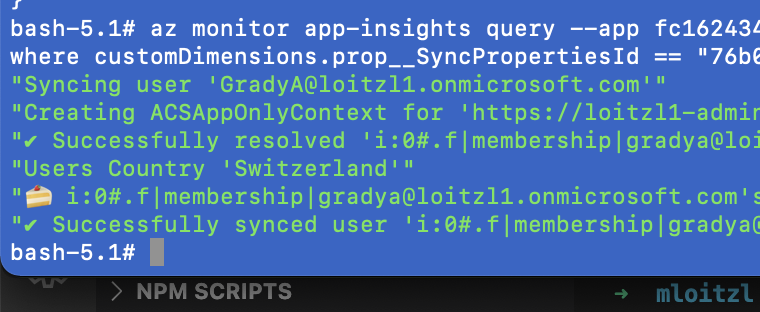 }
bash-5.1# az monitor app-insights query --app fc162434
where customDimensions.prop__SyncPropertiesId == "76b0
"Syncing user 'GradyA@loitzl1.onmicrosoft.com'"
"Creating ACSAppOnlyContext for 'https://loitzl1-admin
"✔ Successfully resolved 'i:0#.f|membership|gradya@loi
"Users Country 'Switzerland'"
"🍰 i:0#.f|membership|gradya@loitzl1.onmicrosoft.com's
"✔ Successfully synced user 'i:0#.f|membership|gradya@
bash-5.1#
> NPM SCRIPTS
→ mloitzl